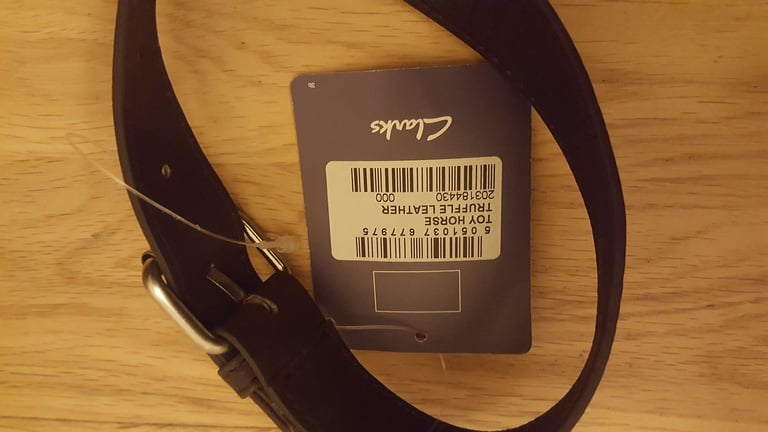 Clarks
203184430 000
TRUFFLE LEATHER
TOY HORSE
5 051037 677975